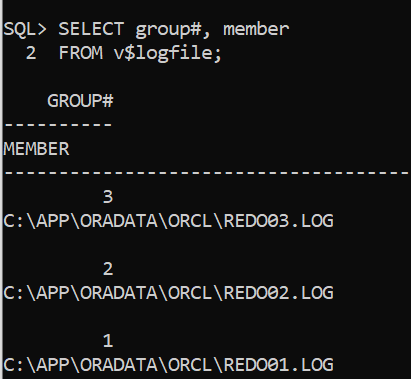 SQL> SELECT group#, member
  2  FROM v$logfile;

    GROUP#
----------
MEMBER
--------------------------------------
         3
C:\APP\ORADATA\ORCL\REDO03.LOG

         2
C:\APP\ORADATA\ORCL\REDO02.LOG

         1
C:\APP\ORADATA\ORCL\REDO01.LOG